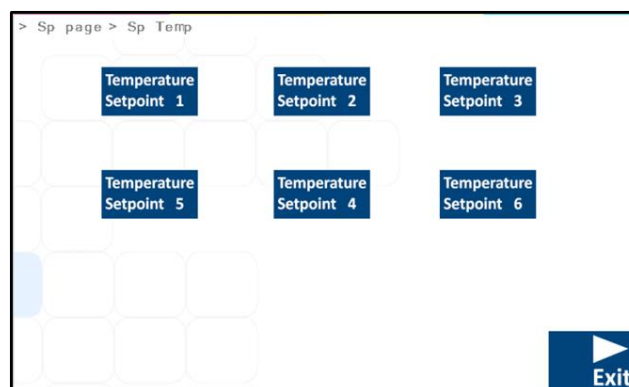 > Sp page > Sp Temp
Temperature
Setpoint 1
Temperature
Setpoint 2
Temperature
Setpoint 3
Temperature
Setpoint 5
Temperature
Setpoint 4
Temperature
Setpoint 6
Exit